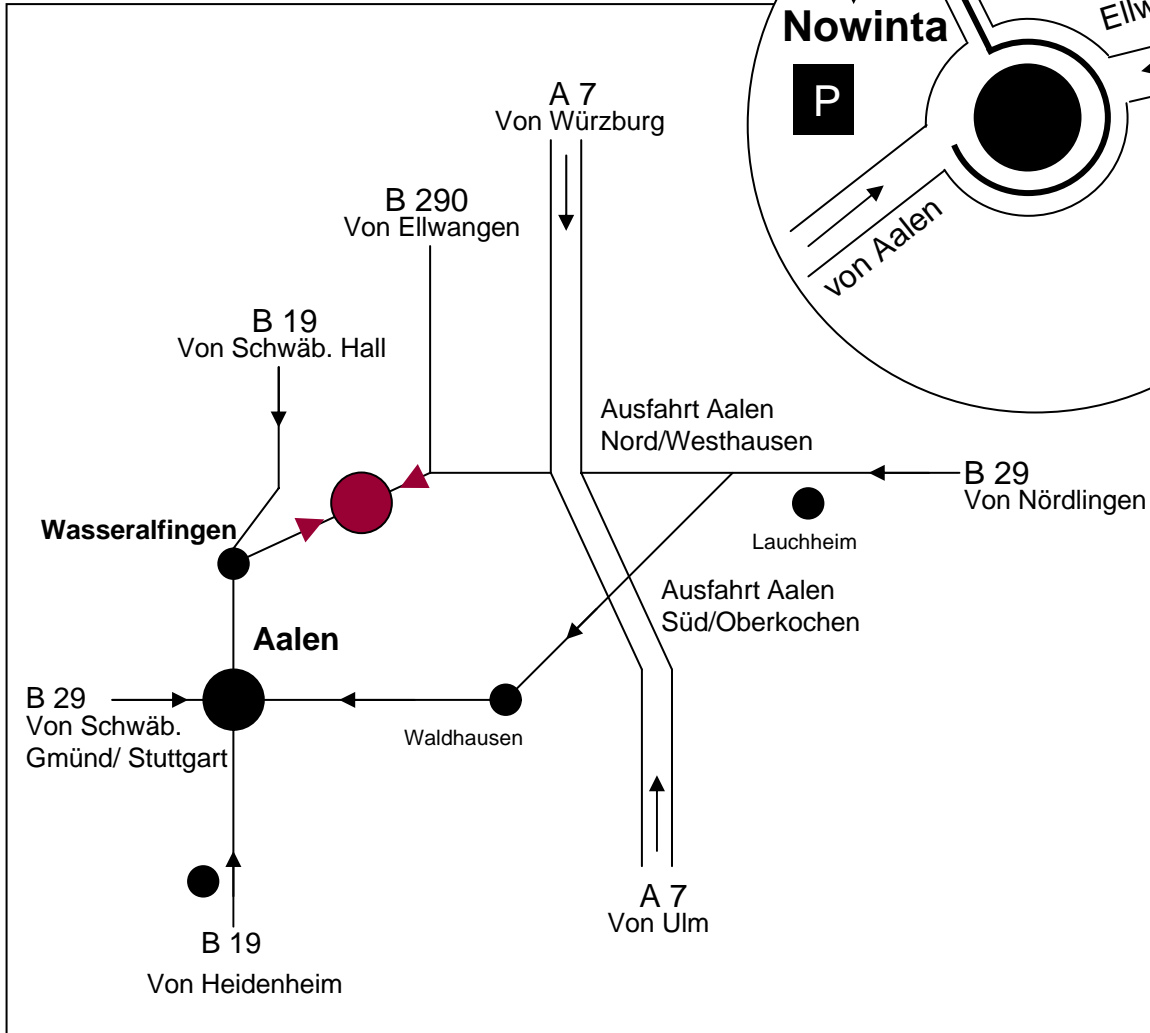 Nowinta
P
Ellw
von Aalen
A 7
Von Würzburg
B 290
Von Ellwangen
B 19
Von Schwäb. Hall
Ausfahrt Aalen
Nord/Westhausen
B 29
Von Nördlingen
Lauchheim
Wasseralfingen
Ausfahrt Aalen
Süd/Oberkochen
Aalen
B 29
Von Schwäb.
Gmünd/ Stuttgart
Waldhausen
A 7
Von Ulm
B 19
Von Heidenheim